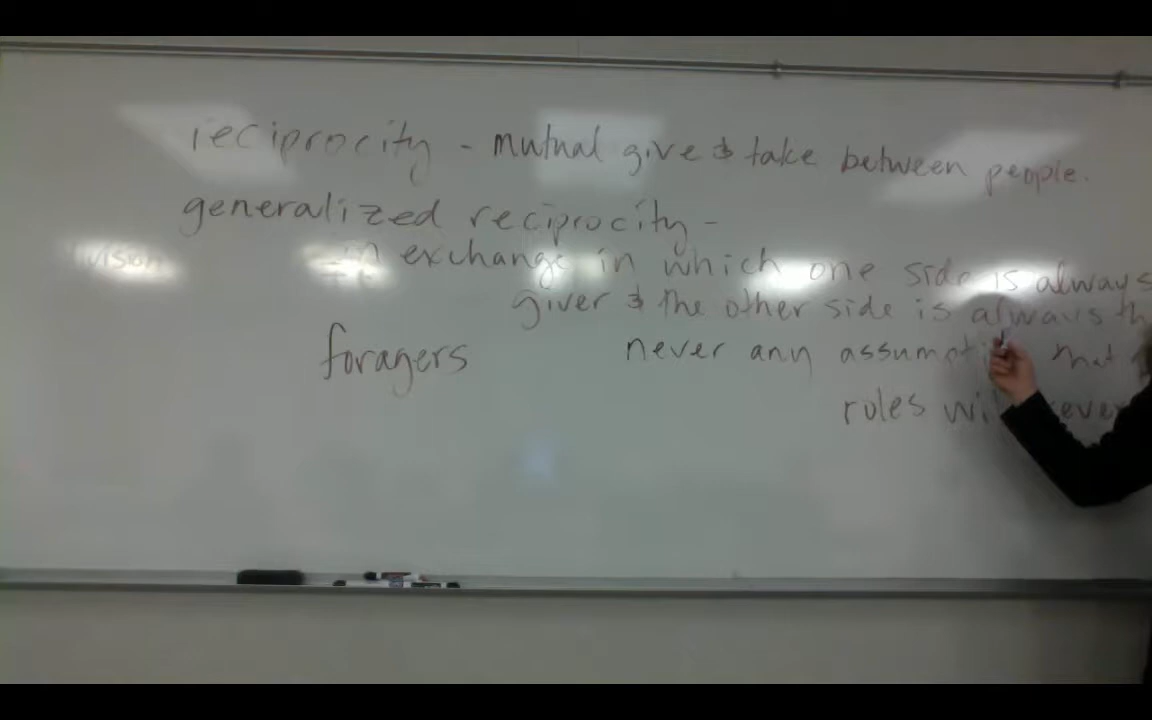 reciprocity - mutual give & take between people.
generalized reciprocity -
exchange in which one side is always
giver & the other side is always
foragers
never any that
rules